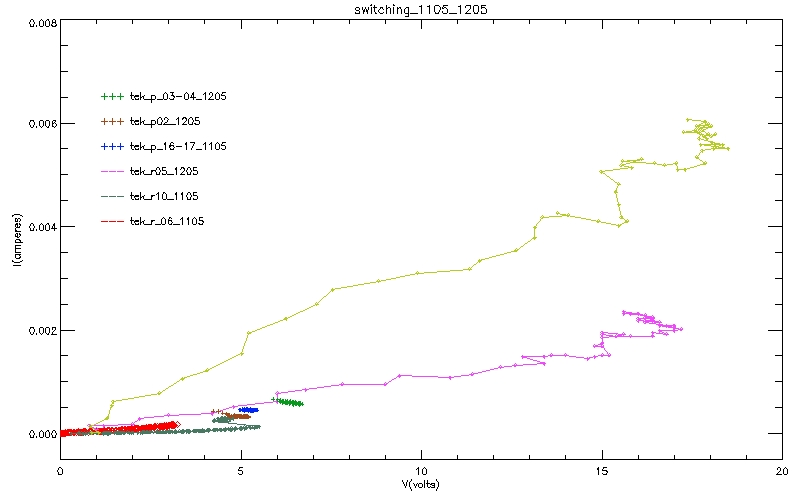 switching_1105_1205
0.008
0.006
0.004
0.002
0.000
I(amperes)
+++ tek_p_03-04_1205
+++ tek_p02_1205
+++ tek_p_16-17_1105
tek_r05_1205
tek_r10_1105
tek_r_06_1105
0 5 10 15 20
V(volts)